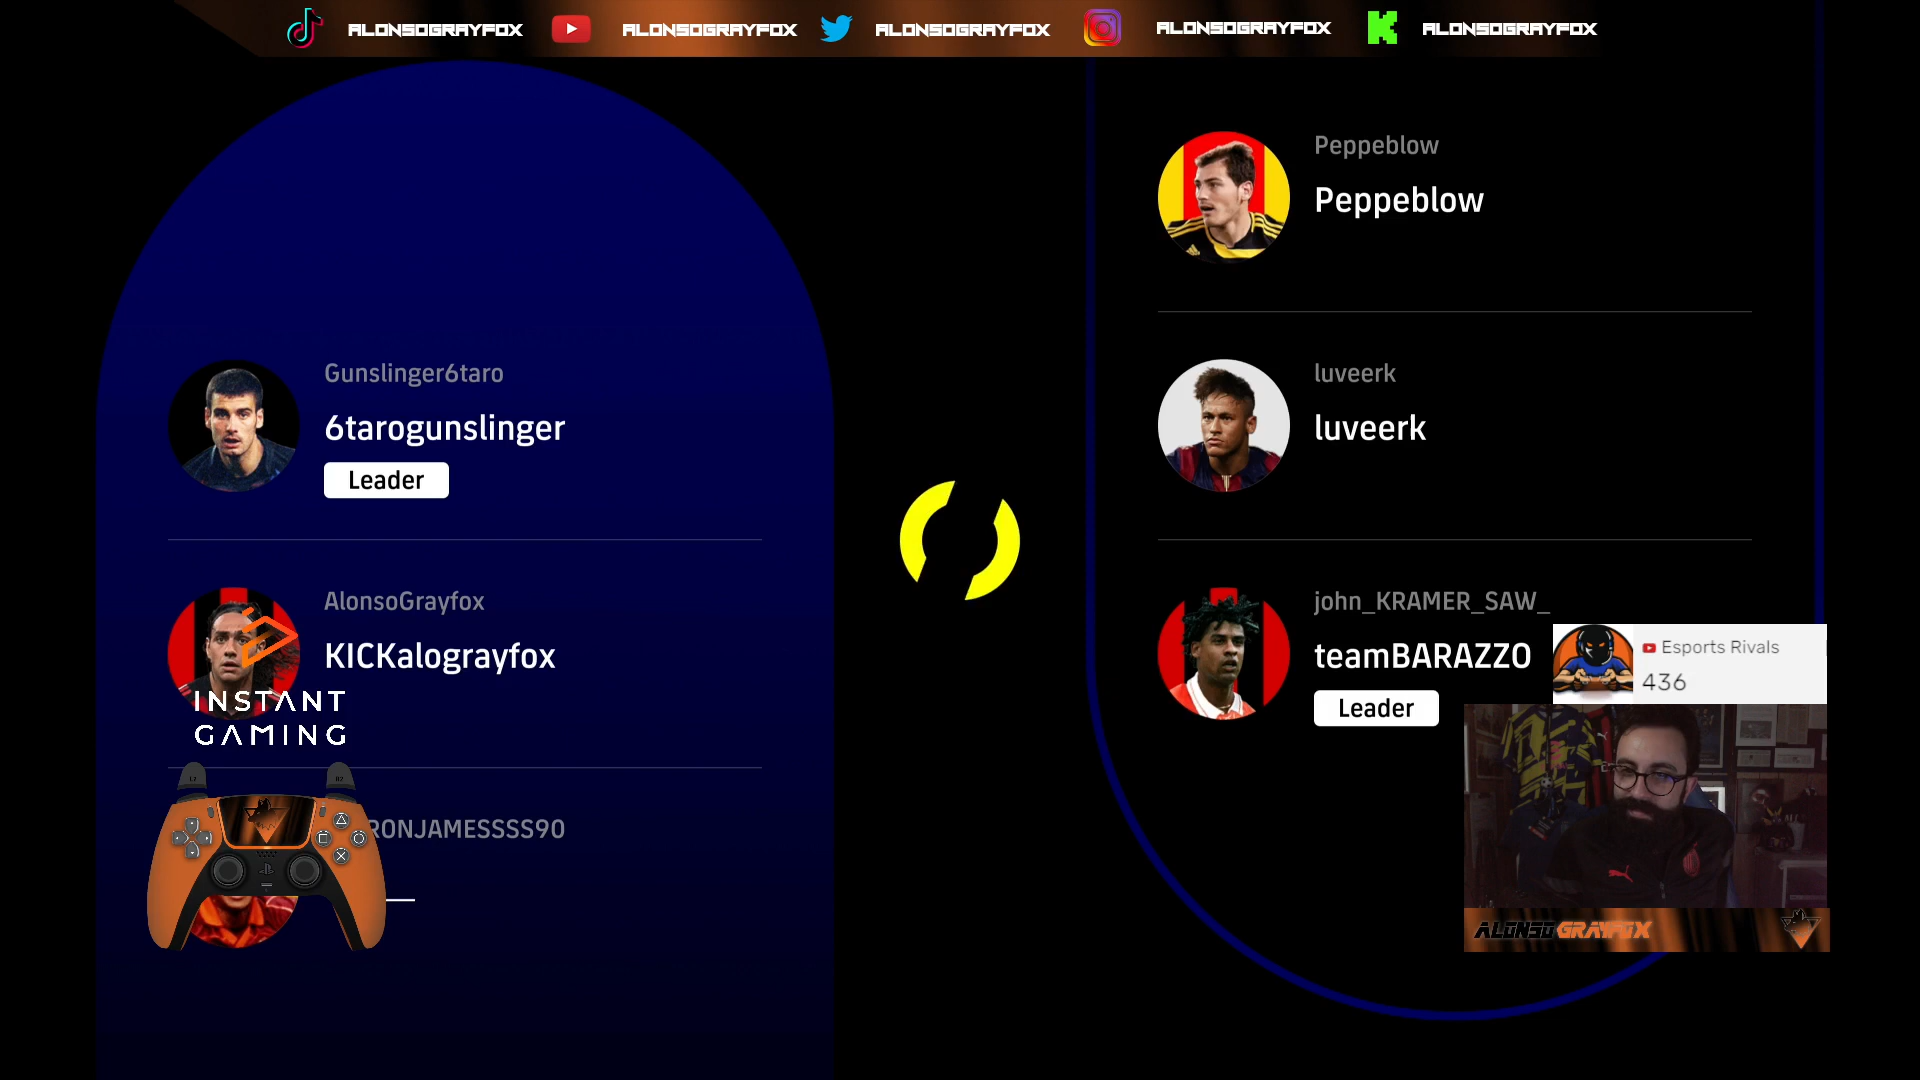 ALONSOGRAYFOX ALONSOGRAYFOX ALONSOGRAYFOX ALONSOGRAYFOX ALONSOGRAYFOX
Gunslinger6taro
6tarogunslinger
Leader
AlonsoGrayfox
KICKalograyfox
INSTANT
GAMING
RONJAMESSSS90
Peppeblow
Peppeblow
luveerk
luveerk
john_KRAMER_SAW_
teamBARAZZO
Leader
Esports Rivals
436
ALONSOGRAYFOX